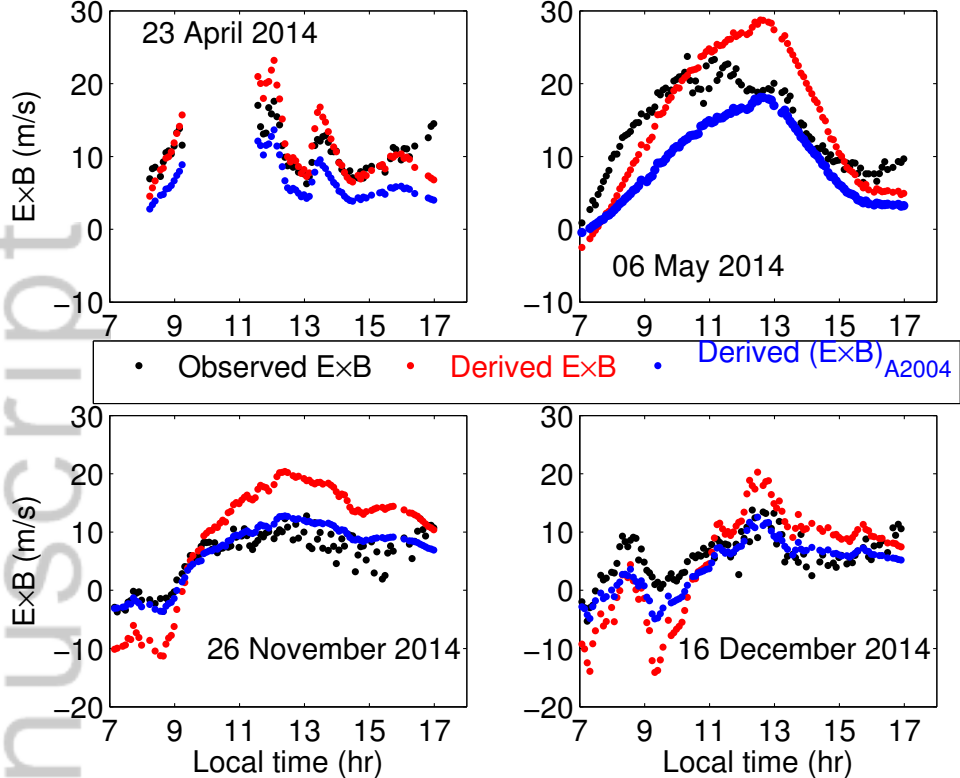 30
20
10
0
−10
E×B (m/s)
23 April 2014
7 9 11 13 15 17
30
20
10
0
−10
06 May 2014
7 9 11 13 15 17
Observed E×B Derived E×B Derived (E×B)A2004
30
20
10
0
−10
−20
E×B (m/s)
26 November 2014
7 9 11 13 15 17
Local time (hr)
30
20
10
0
−10
−20
16 December 2014
7 9 11 13 15 17
Local time (hr)
nuscript